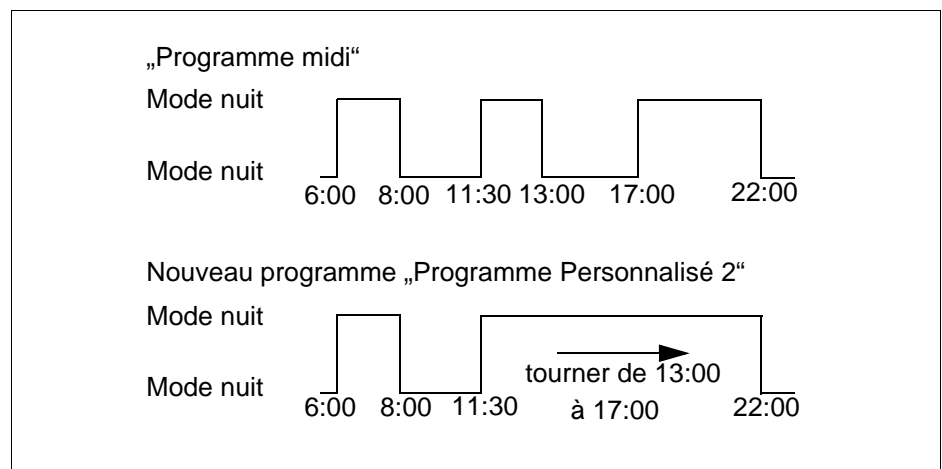 „Programme midi“
Mode nuit
Mode nuit
6:00 8:00 11:30 13:00 17:00 22:00
Nouveau programme „Programme Personnalisé 2“
Mode nuit
tourner de 13:00
Mode nuit
6:00 8:00 11:30 à 17:00 22:00